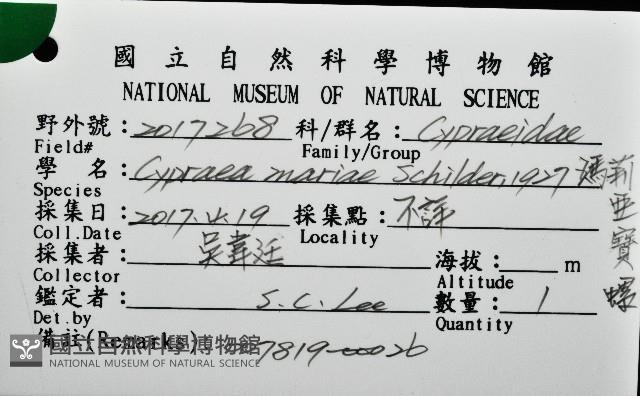 國立自然科學博物館
NATIONAL MUSEUM OF NATURAL SCIENCE
野外號：2017268 科/群名：Cypraeidae
Field# Family/Group
學 名：Cypraea mariae Schilder, 1927 瑪莉亞寶螺
Species
採集日：2017.4.19 採集點：不詳
Coll.Date Locality
採集者：吳葦廷 海拔： m
Collector Altitude
鑑定者：S.C. Lee 數量：1
Det.by Quantity
備註(Remarks) 7819-00026
國立自然科學博物館
NATIONAL MUSEUM OF NATURAL SCIENCE